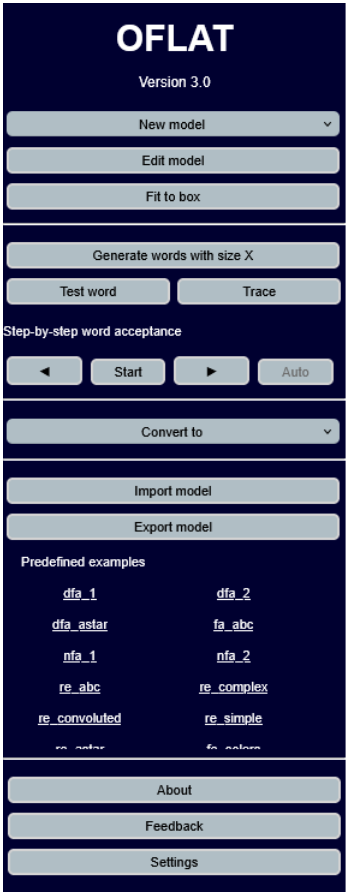 OFLAT
Version 3.0
New model
Edit model
Fit to box
Generate words with size X
Test word Trace
Step-by-step word acceptance
◄ Start ► Auto
Convert to
Import model
Export model
Predefined examples
dfa_1 dfa_2
dfa_astar fa_abc
nfa_1 nfa_2
re_abc re_complex
re_convoluted re_simple
About
Feedback
Settings